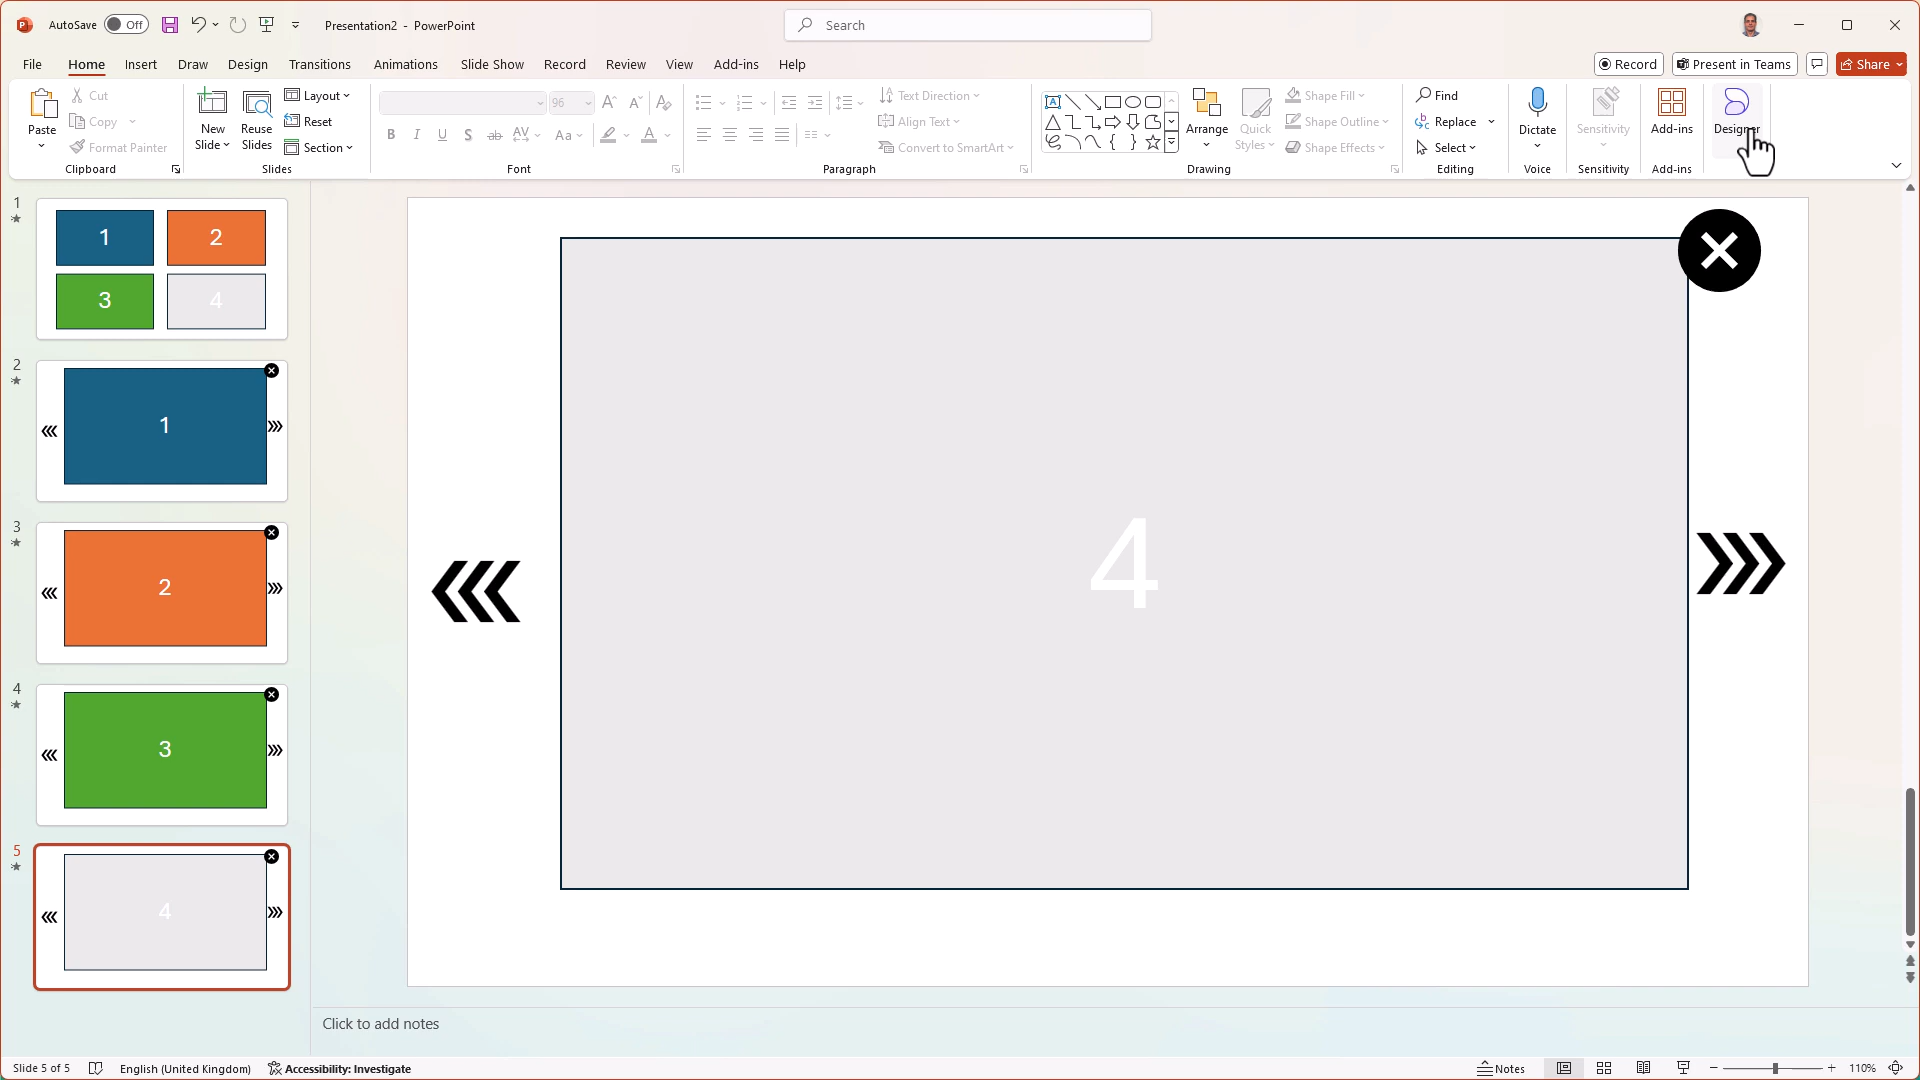 AutoSave Off Presentation2 - PowerPoint Search
File Home Insert Draw Design Transitions Animations Slide Show Record Review View Add-ins Help Record Present in Teams Share
Paste Cut Copy Format Painter Clipboard
New Slide Reuse Slides Layout Reset Section Slides
96 B I U S ab AV Aa A Font
Text Direction Align Text Convert to SmartArt Paragraph
Arrange Quick Styles Shape Fill Shape Outline Shape Effects Drawing
Find Replace Select Editing
Dictate Voice
Sensitivity Sensitivity
Add-ins Add-ins
Designer
1
1 2
3 4
2
1
3
2
4
3
5
4
4
Click to add notes
Slide 5 of 5 English (United Kingdom) Accessibility: Investigate Notes 110%